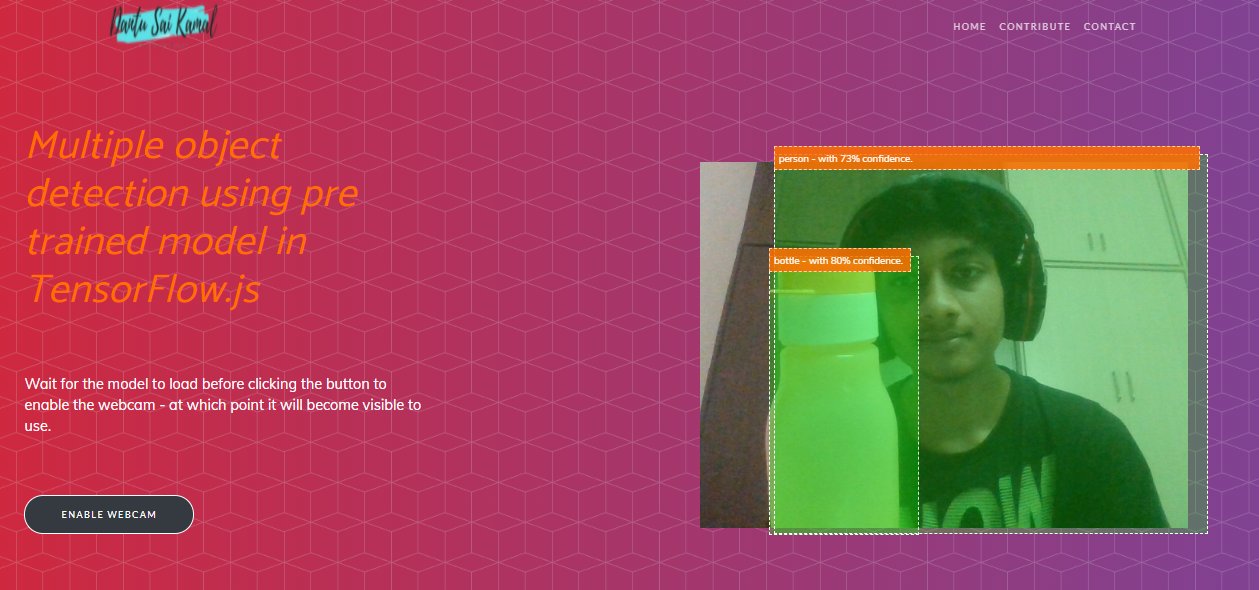 Dantu Sai Kamal
HOME CONTRIBUTE CONTACT
Multiple object
detection using pre
trained model in
TensorFlow.js
Wait for the model to load before clicking the button to
enable the webcam - at which point it will become visible to
use.
ENABLE WEBCAM
person - with 73% confidence.
bottle - with 80% confidence.